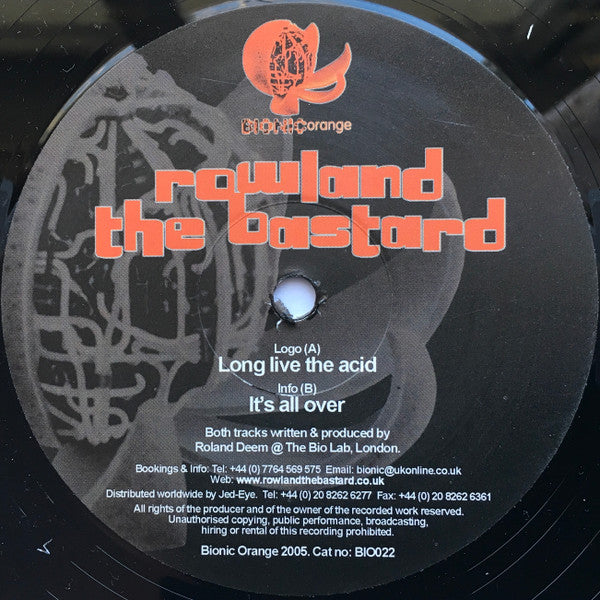 bionic orange
rowland
the bastard
Logo (A)
Long live the acid
Info (B)
It's all over
Both tracks written & produced by
Roland Deem @ The Bio Lab, London.
Bookings & Info: Tel: +44 (0) 7764 569 575 Email: bionic@ukonline.co.uk
Web: www.rowlandthebastard.co.uk
Distributed worldwide by Jed-Eye. Tel: +44 (0) 20 8262 6277 Fax: +44 (0) 20 8262 6361
All rights of the producer and of the owner of the recorded work reserved.
Unauthorised copying, public performance, broadcasting,
hiring or rental of this recording prohibited.
Bionic Orange 2005. Cat no: BIO022